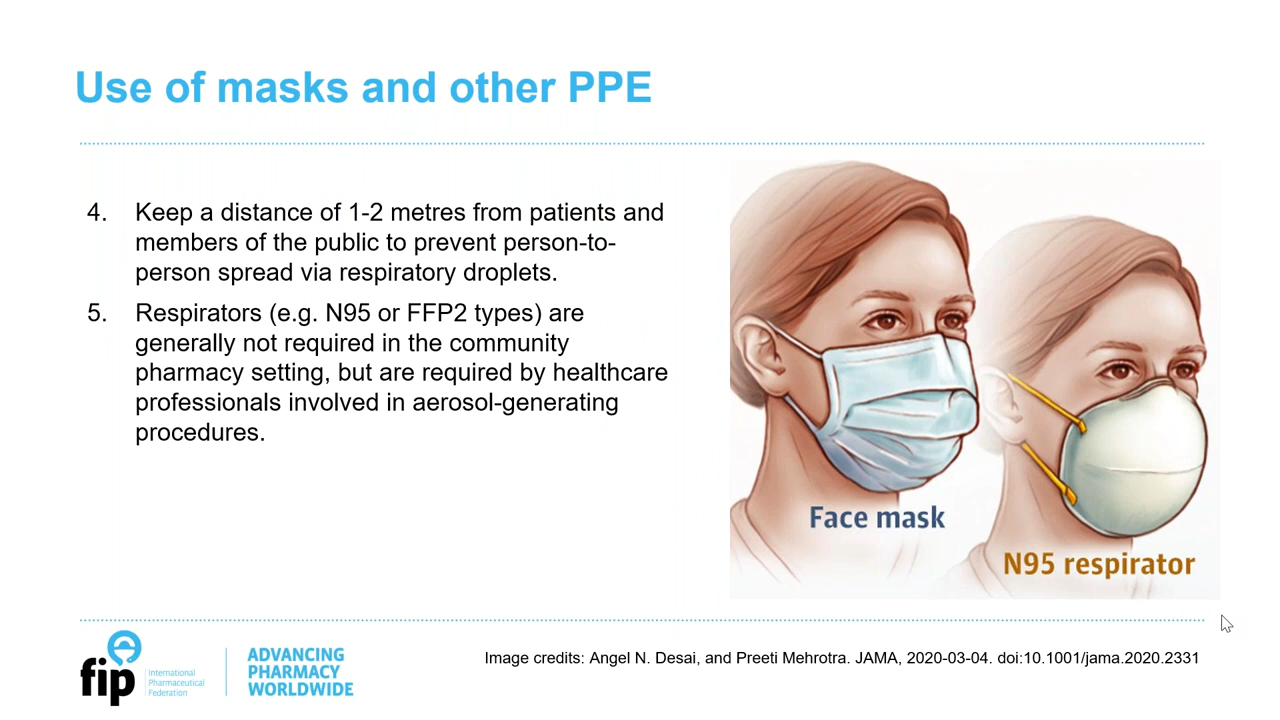 Use of masks and other PPE
4. Keep a distance of 1-2 metres from patients and
members of the public to prevent person-to-
person spread via respiratory droplets.
5. Respirators (e.g. N95 or FFP2 types) are
generally not required in the community
pharmacy setting, but are required by healthcare
professionals involved in aerosol-generating
procedures.
Face mask
N95 respirator
fip
International
Pharmaceutical
Federation
ADVANCING
PHARMACY
WORLDWIDE
Image credits: Angel N. Desai, and Preeti Mehrotra. JAMA, 2020-03-04. doi:10.1001/jama.2020.2331